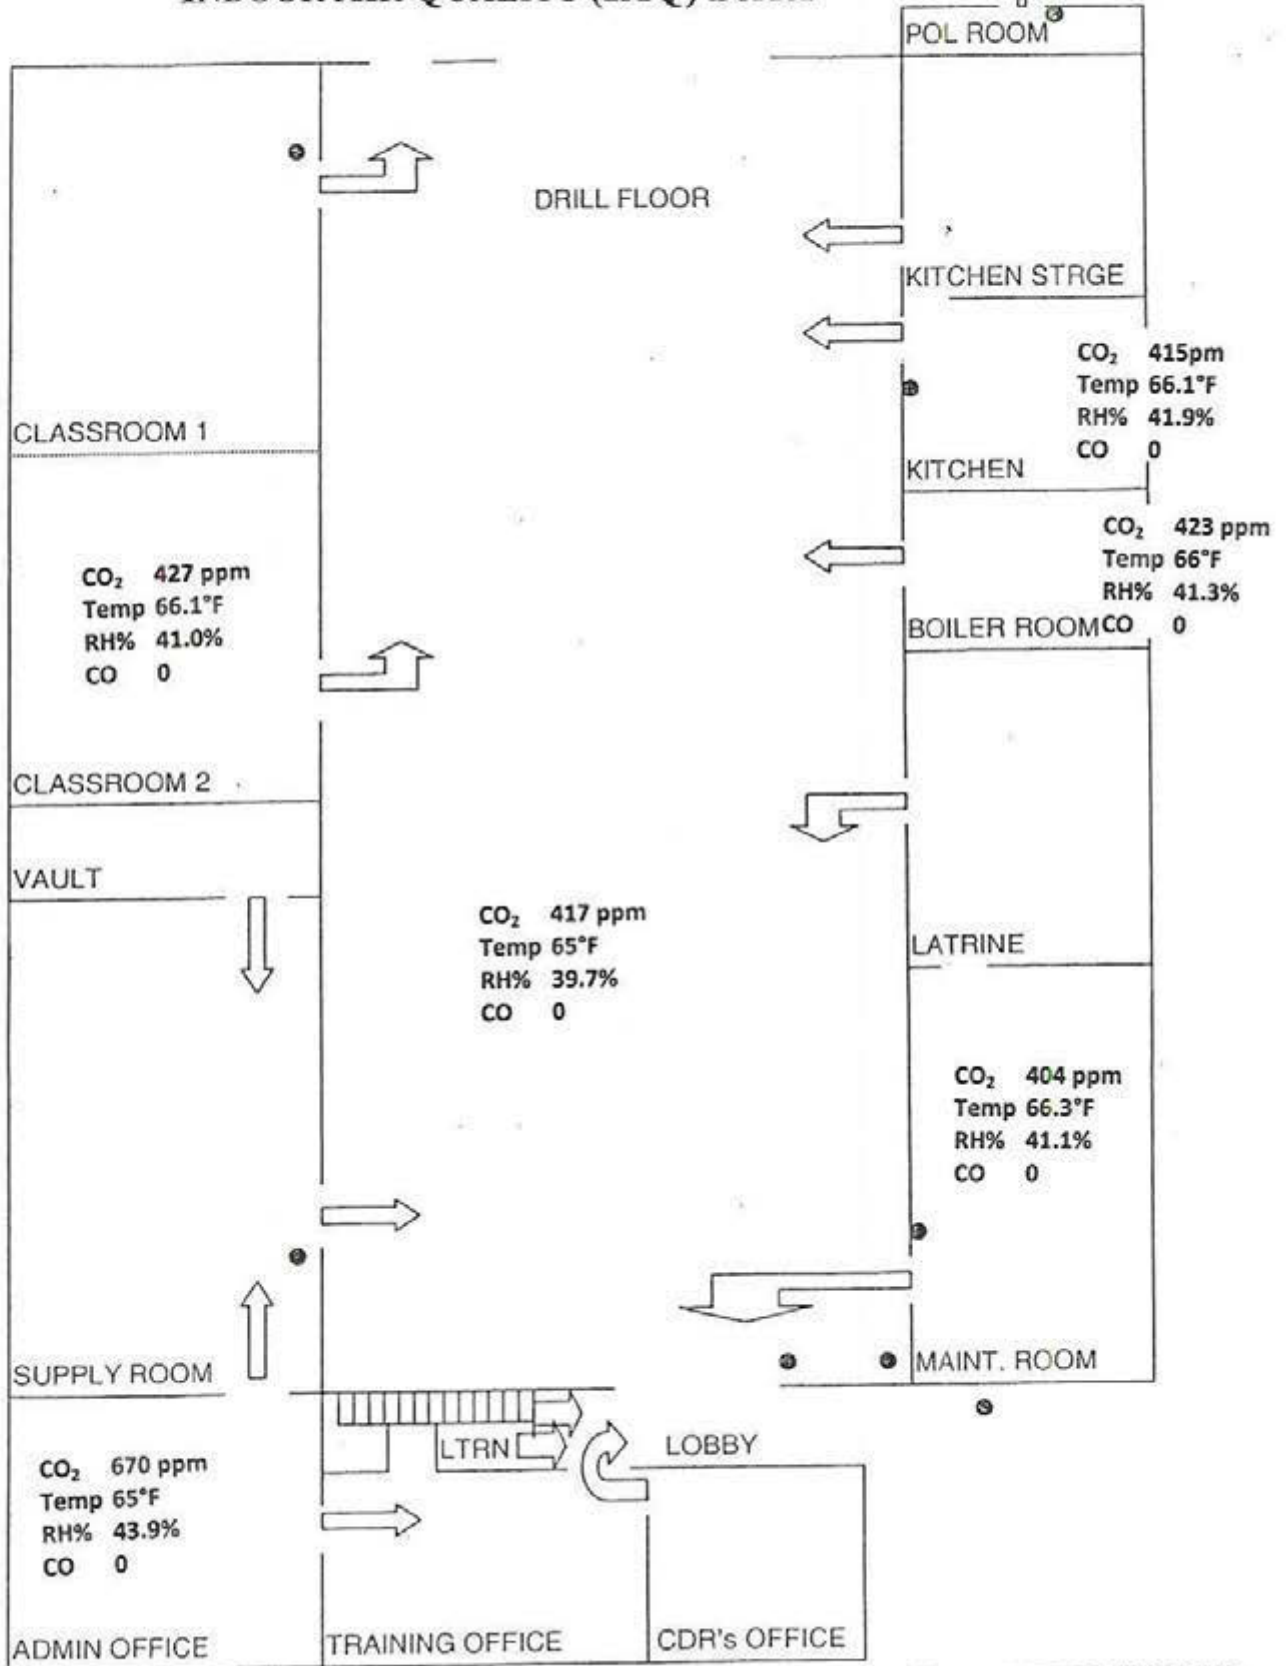 INDOOR AIR QUALITY (IAQ)
POL ROOM
DRILL FLOOR
KITCHEN STRGE
CO₂ 415pm
Temp 66.1°F
RH% 41.9%
CO 0
CLASSROOM 1
KITCHEN
CO₂ 423 ppm
Temp 66°F
RH% 41.3%
CO 0
BOILER ROOM
CO₂ 427 ppm
Temp 66.1°F
RH% 41.0%
CO 0
CLASSROOM 2
VAULT
CO₂ 417 ppm
Temp 65°F
RH% 39.7%
CO 0
LATRINE
CO₂ 404 ppm
Temp 66.3°F
RH% 41.1%
CO 0
SUPPLY ROOM
MAINT. ROOM
LTRN
LOBBY
CO₂ 670 ppm
Temp 65°F
RH% 43.9%
CO 0
ADMIN OFFICE
TRAINING OFFICE
CDR's OFFICE